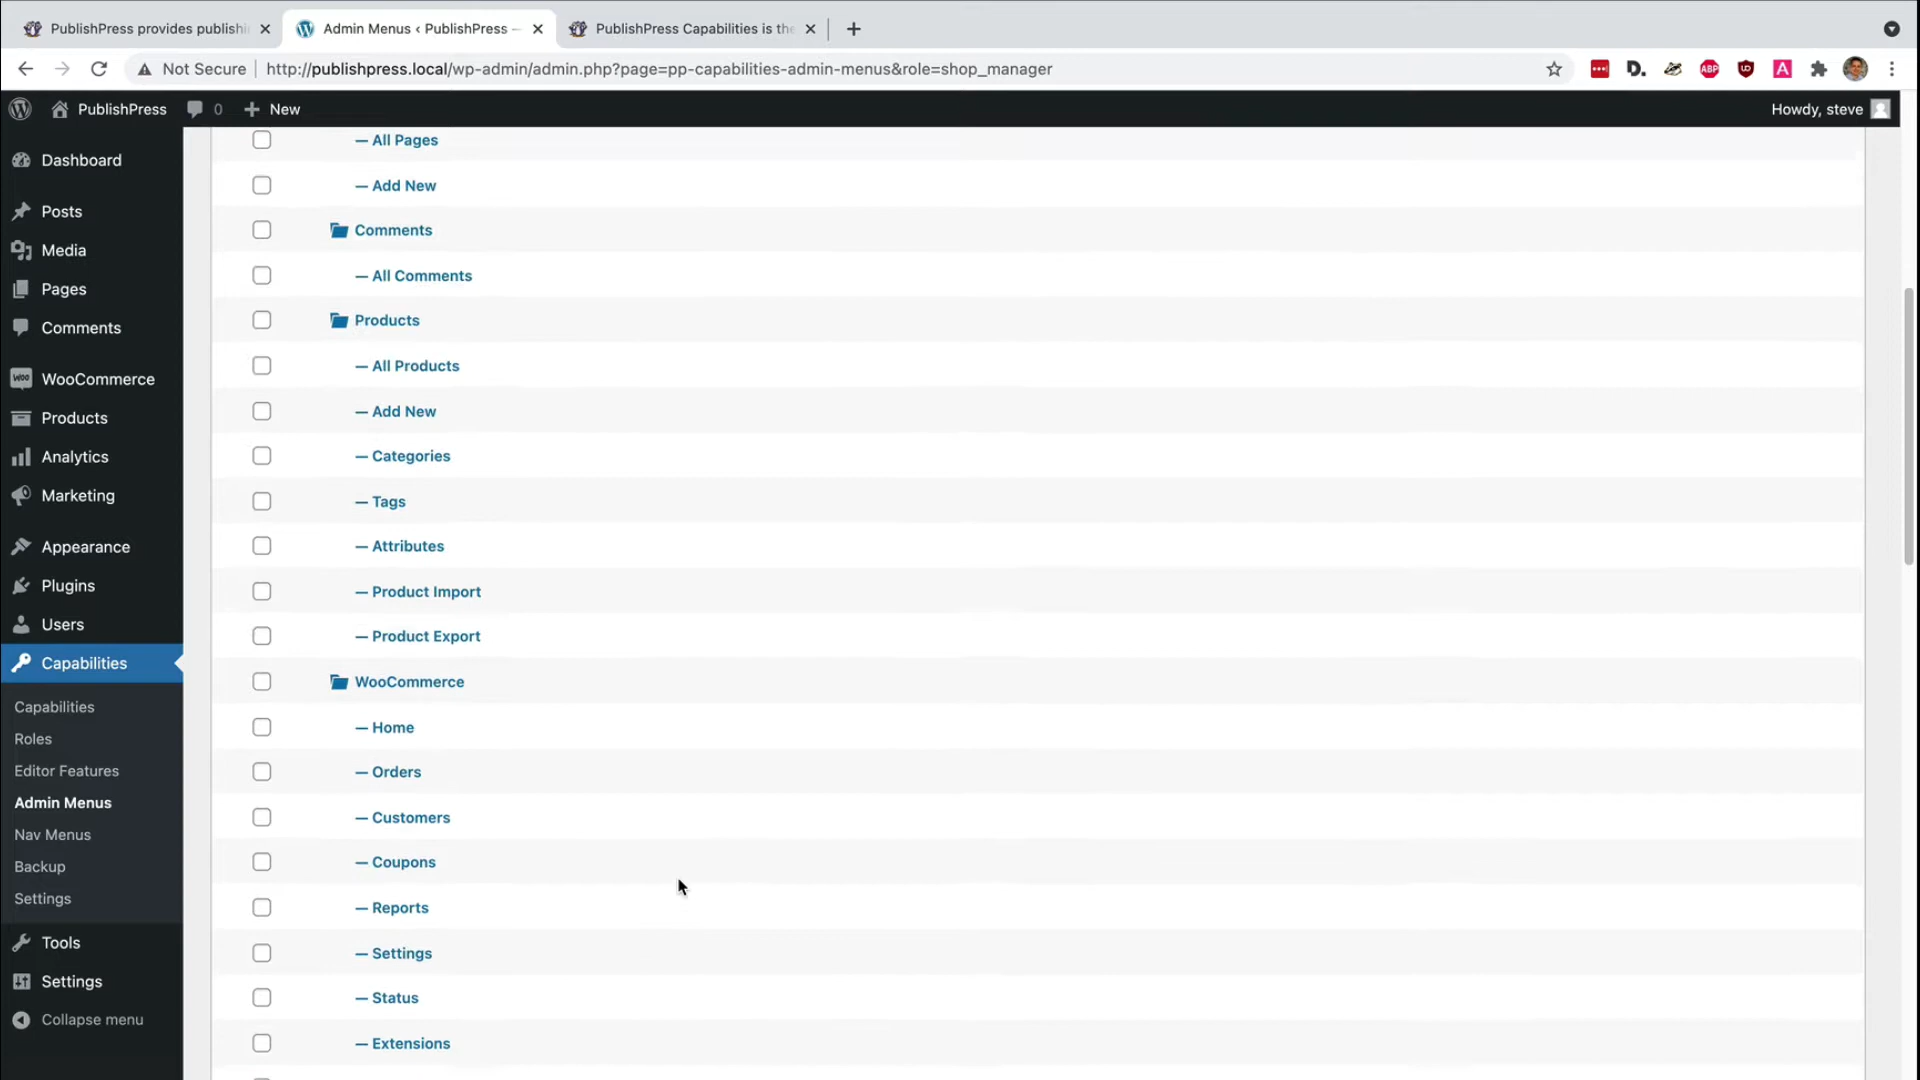 PublishPress provides publishi
Admin Menus ‹ PublishPress —
PublishPress Capabilities is the
Not Secure
http://publishpress.local/wp-admin/admin.php?page=pp-capabilities-admin-menus&role=shop_manager
D.
ABP
A
PublishPress
0
New
Howdy, steve
Dashboard
Posts
Media
Pages
Comments
WooCommerce
Products
Analytics
Marketing
Appearance
Plugins
Users
Capabilities
Capabilities
Roles
Editor Features
Admin Menus
Nav Menus
Backup
Settings
Tools
Settings
Collapse menu
— All Pages
— Add New
Comments
— All Comments
Products
— All Products
— Add New
— Categories
— Tags
— Attributes
— Product Import
— Product Export
WooCommerce
— Home
— Orders
— Customers
— Coupons
— Reports
— Settings
— Status
— Extensions